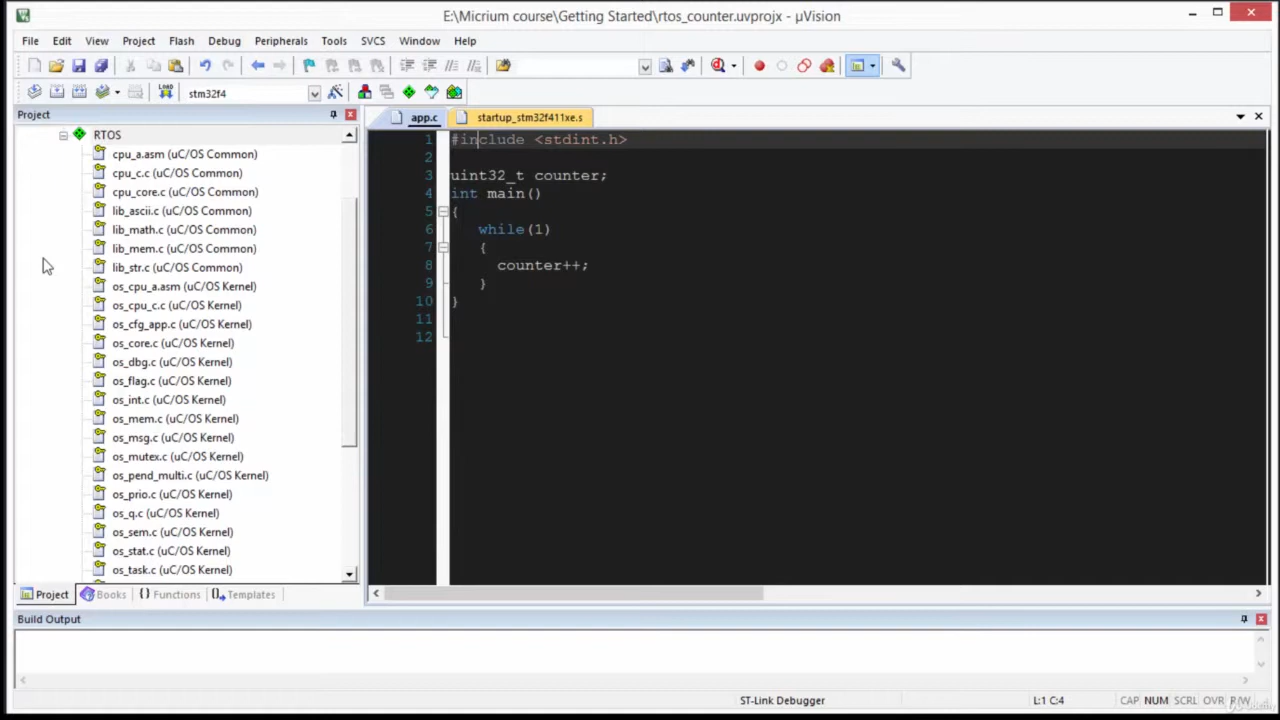 E:\Micrium course\Getting Started\rtos_counter.uvprojx - µVision
File Edit View Project Flash Debug Peripherals Tools SVCS Window Help
LOAD stm32f4
Project
app.c startup_stm32f411xe.s
RTOS
cpu_a.asm (uC/OS Common)
cpu_c.c (uC/OS Common)
cpu_core.c (uC/OS Common)
lib_ascii.c (uC/OS Common)
lib_math.c (uC/OS Common)
lib_mem.c (uC/OS Common)
lib_str.c (uC/OS Common)
os_cpu_a.asm (uC/OS Kernel)
os_cpu_c.c (uC/OS Kernel)
os_cfg_app.c (uC/OS Kernel)
os_core.c (uC/OS Kernel)
os_dbg.c (uC/OS Kernel)
os_flag.c (uC/OS Kernel)
os_int.c (uC/OS Kernel)
os_mem.c (uC/OS Kernel)
os_msg.c (uC/OS Kernel)
os_mutex.c (uC/OS Kernel)
os_pend_multi.c (uC/OS Kernel)
os_prio.c (uC/OS Kernel)
os_q.c (uC/OS Kernel)
os_sem.c (uC/OS Kernel)
os_stat.c (uC/OS Kernel)
os_task.c (uC/OS Kernel)
1 #include <stdint.h>
2
3 uint32_t counter;
4 int main()
5 {
6 while(1)
7 {
8 counter++;
9 }
10 }
11
12
Project Books {} Functions Templates
Build Output
ST-Link Debugger L:1 C:4 CAP NUM SCRL OVR R/W
Udemy